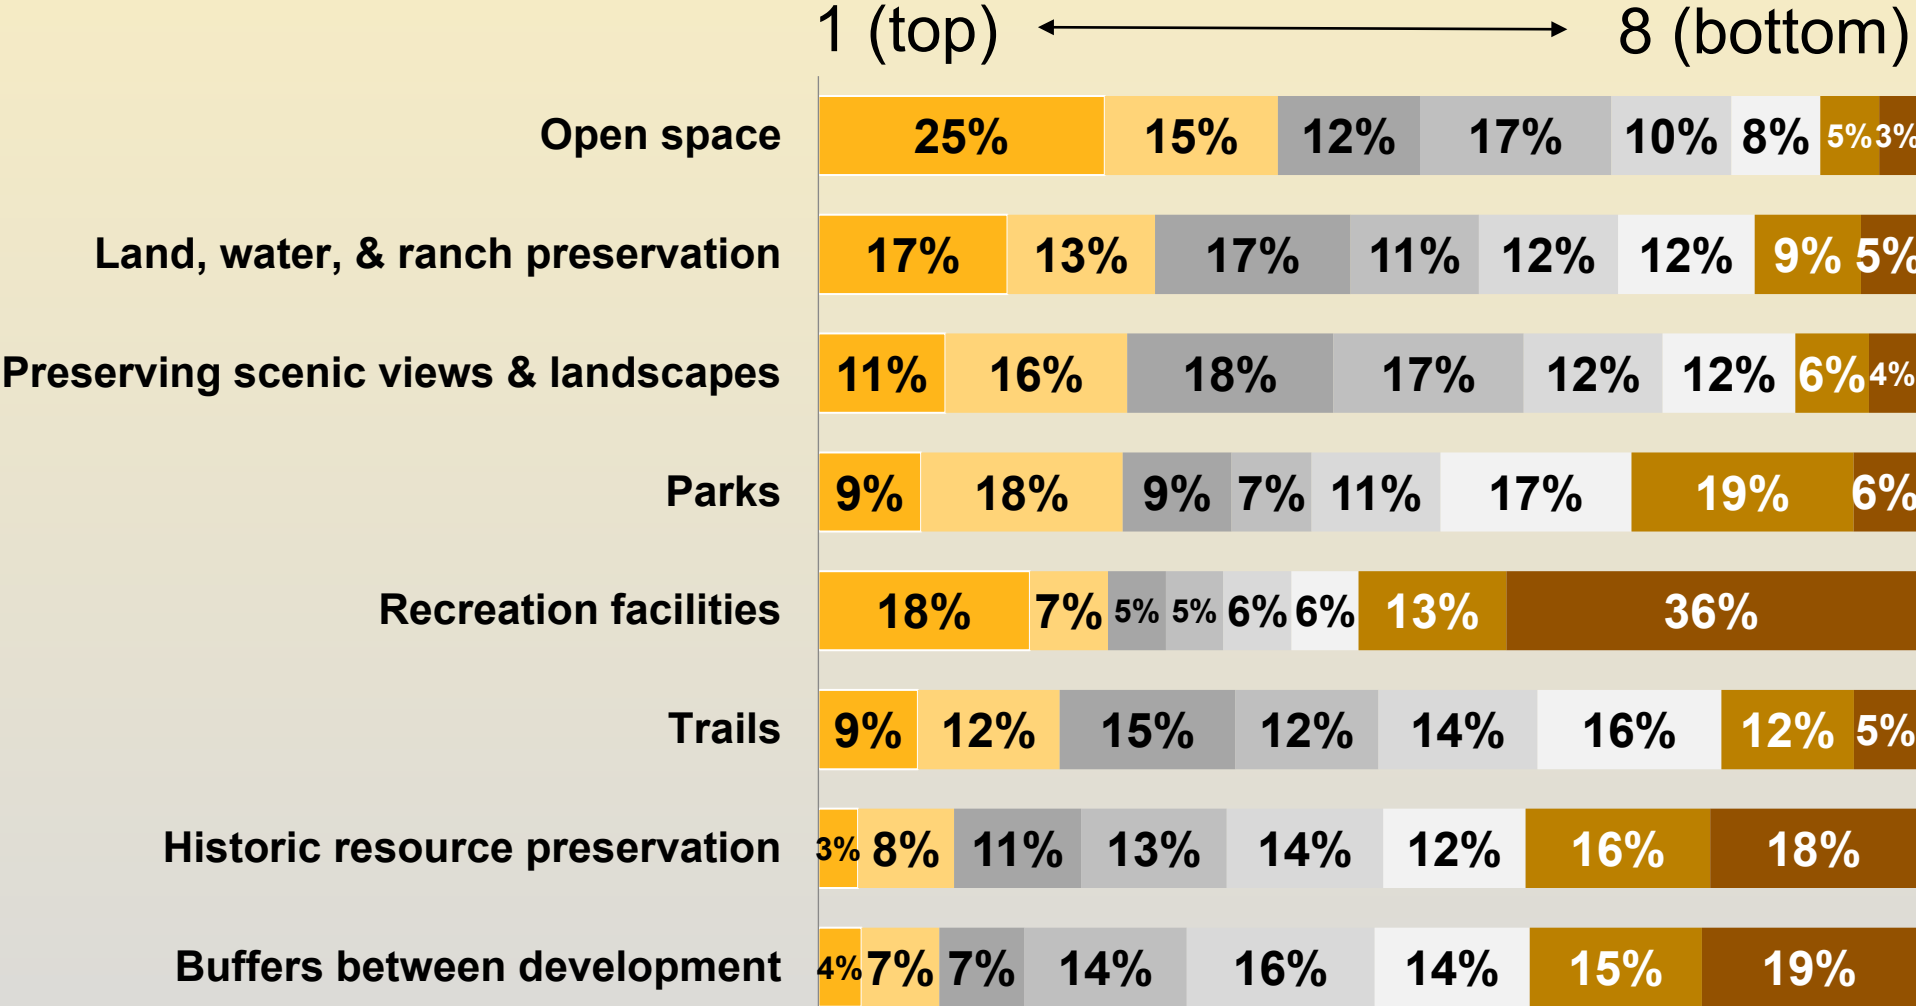 1 (top) 8 (bottom)
Open space 25% 15% 12% 17% 10% 8% 5% 3%
Land, water, & ranch preservation 17% 13% 17% 11% 12% 12% 9% 5%
Preserving scenic views & landscapes 11% 16% 18% 17% 12% 12% 6% 4%
Parks 9% 18% 9% 7% 11% 17% 19% 6%
Recreation facilities 18% 7% 5% 5% 6% 6% 13% 36%
Trails 9% 12% 15% 12% 14% 16% 12% 5%
Historic resource preservation 3% 8% 11% 13% 14% 12% 16% 18%
Buffers between development 4% 7% 7% 14% 16% 14% 15% 19%